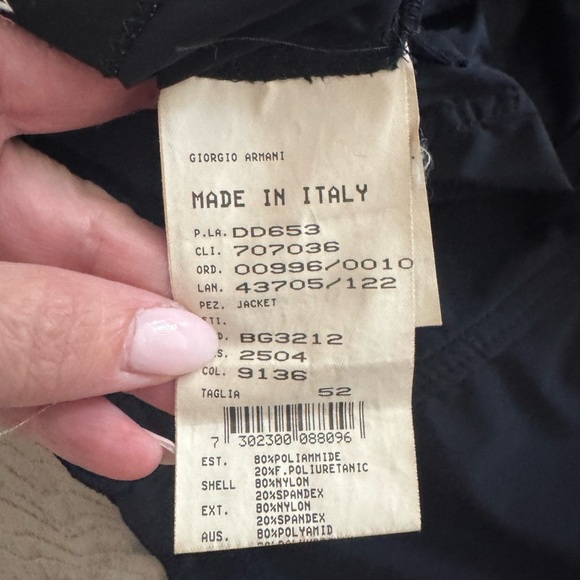 GIORGIO ARMANI
MADE IN ITALY
P.LA. DD653
CLI. 707036
ORD. 00996/0010
LAN. 43705/122
PEZ. JACKET
BG3212
2504
COL. 9136
TAGLIA 52
7 302300 088096
EST. 80%POLIAMMIDE
20%F.POLIURETANIC
SHELL 80%NYLON
20%SPANDEX
EXT. 80%NYLON
20%SPANDEX
AUS. 80%POLYAMID